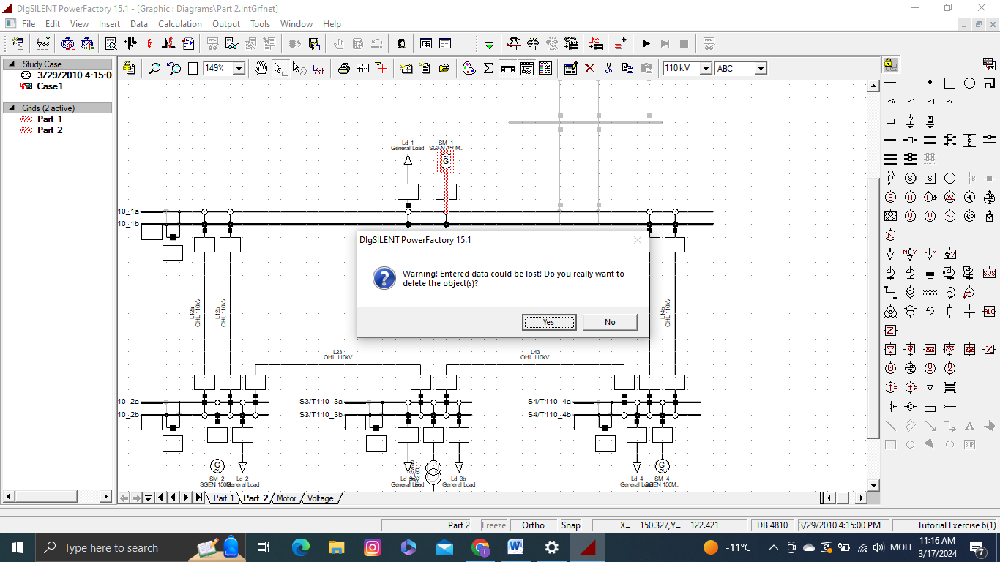 DIgSILENT PowerFactory 15.1 - [Graphic : Diagrams\Part 2.IntGrfnet]
File Edit View Insert Data Calculation Output Tools Window Help
Study Case
3/29/2010 4:15:0
Case1
Grids (2 active)
Part 1
Part 2
149%
110 kV
ABC
Ld_1
General Load
SM_1
SGEN 150M...
G
10_1a
10_1b
DIgSILENT PowerFactory 15.1
Warning! Entered data could be lost! Do you really want to
delete the object(s)?
Yes
No
L12a
OHL 110kV
L12b
OHL 110kV
L14b
OHL 110kV
L23
OHL 110kV
L43
OHL 110kV
10_2a
10_2b
S3/T110_3a
S3/T110_3b
S4/T110_4a
S4/T110_4b
G
SM_2
SGEN 150M
Ld_2
General Load
General Load
Ld_3b
General Load
Ld_4
General Load
G
SM_4
SGEN 150M...
Part 1
Part 2
Motor
Voltage
Part 2
Freeze
Ortho
Snap
X= 150.327,Y= 122.421
DB 4810
3/29/2010 4:15:00 PM
Tutorial Exercise 6(1)
Type here to search
-11°C
МОН
11:16 AM
3/17/2024
7